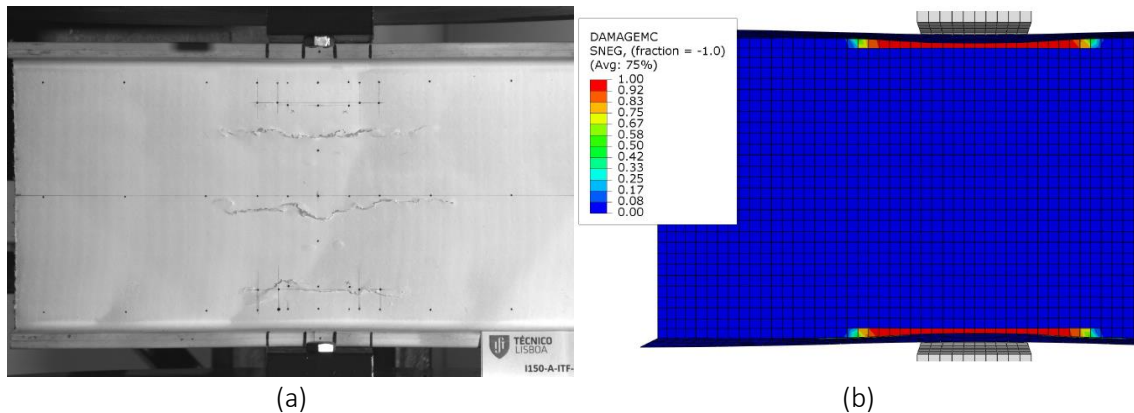 DAMAGEMC
SNEG, (fraction = -1.0)
(Avg: 75%)
1.00
0.92
0.83
0.75
0.67
0.58
0.50
0.42
0.33
0.25
0.17
0.08
0.00
TÉCNICO
LISBOA
I150-A-ITF-
(a)
(b)